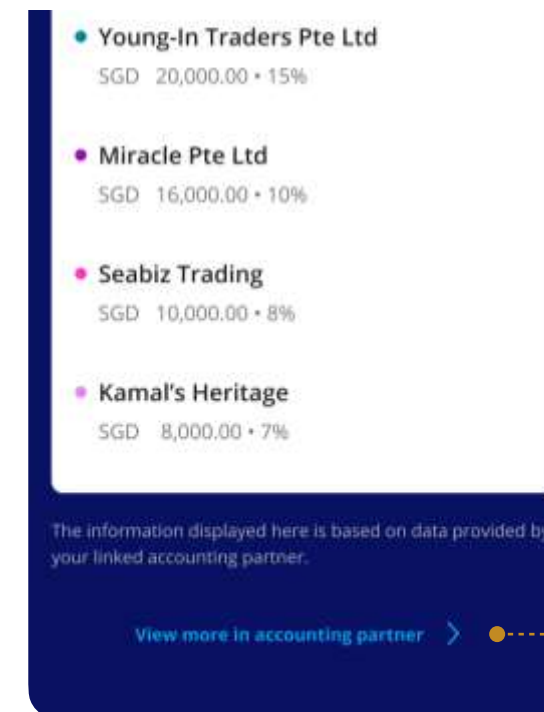 Young-In Traders Pte Ltd
SGD 20,000.00 • 15%
Miracle Pte Ltd
SGD 16,000.00 • 10%
Seabiz Trading
SGD 10,000.00 • 8%
Kamal's Heritage
SGD 8,000.00 • 7%
The information displayed here is based on data provided by
your linked accounting partner.
View more in accounting partner